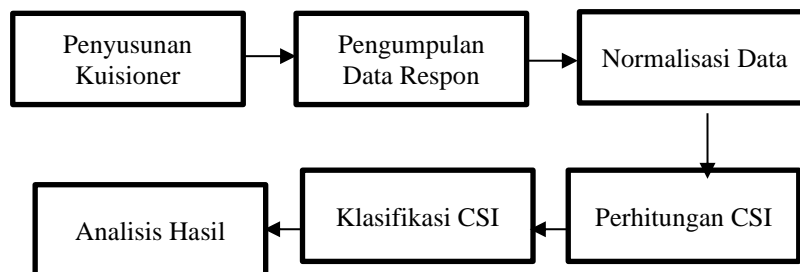 Penyusunan
Kuisioner
Pengumpulan
Data Respon
Normalisasi Data
Perhitungan CSI
Klasifikasi CSI
Analisis Hasil